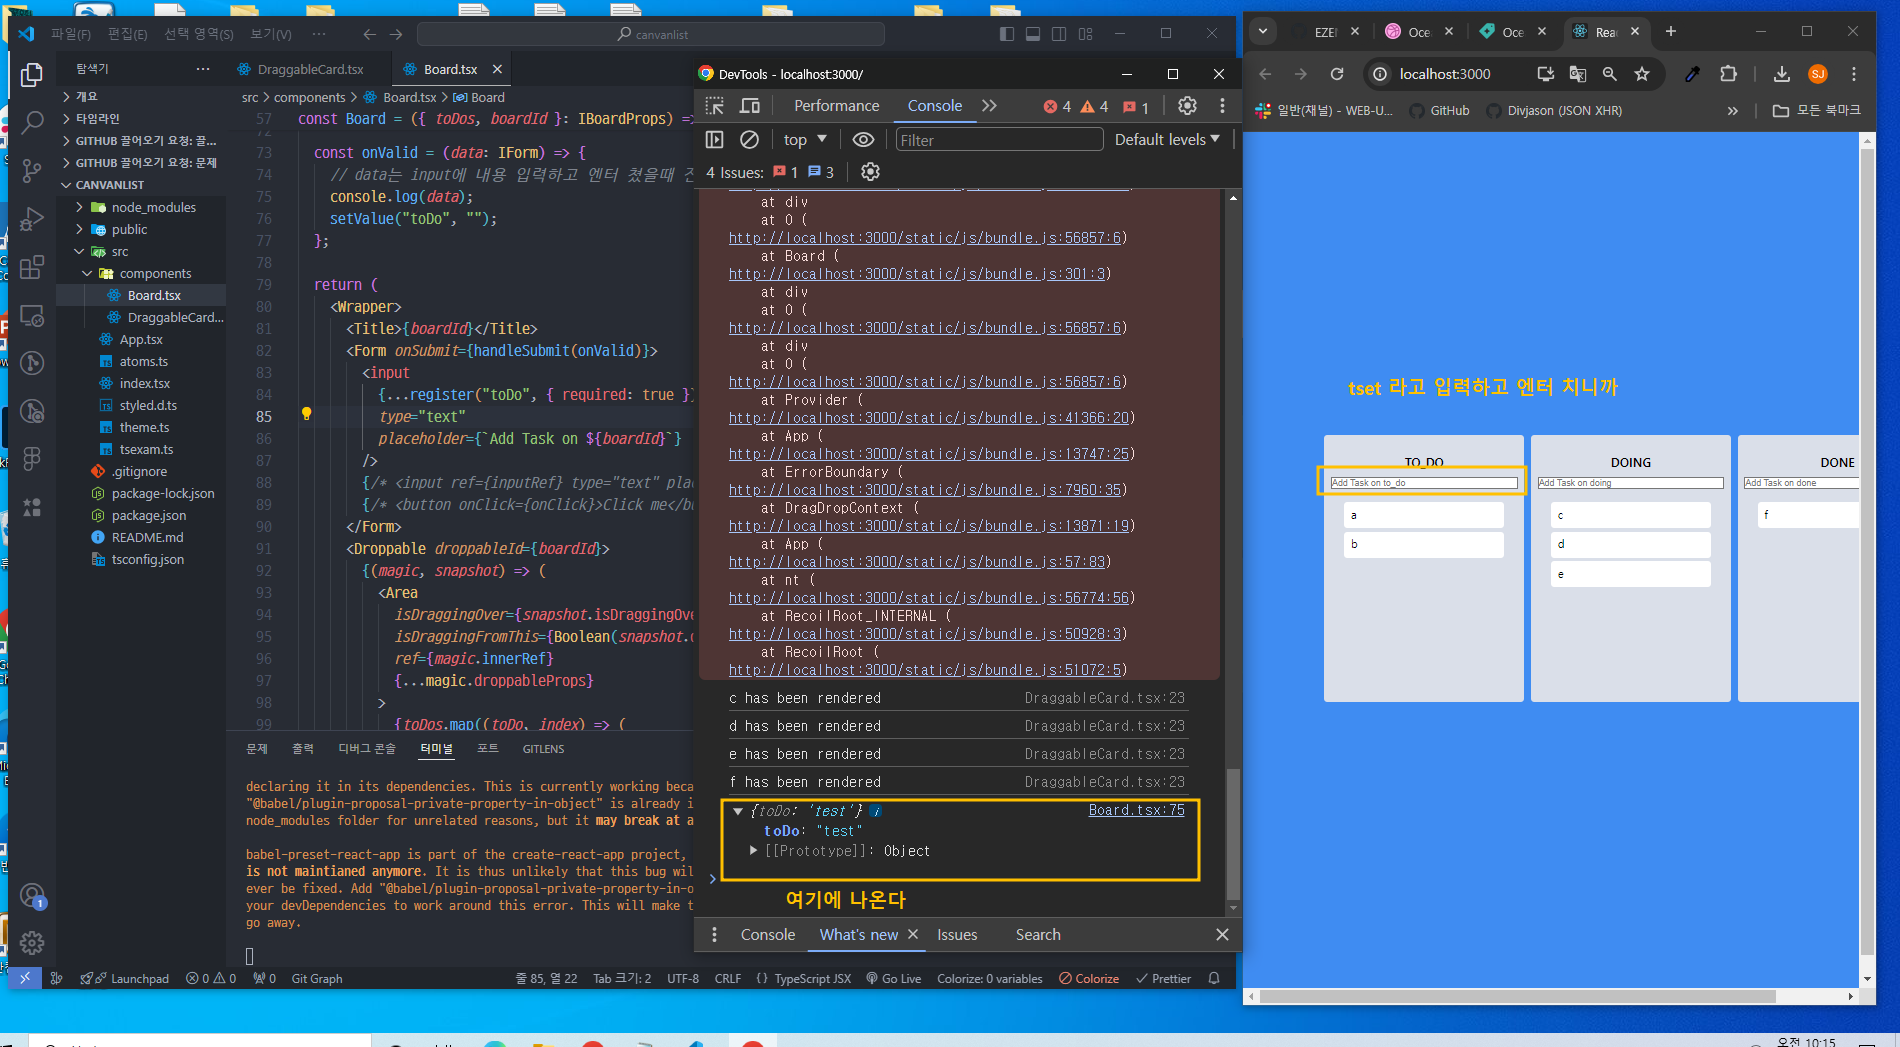 파일(F) 편집(E) 선택 영역(S) 보기(V) ··· canvanlist
탐색기 ···
개요
타임라인
GITHUB 끌어오기 요청: 끌...
GITHUB 끌어오기 요청: 문제
CANVANLIST
node_modules
public
src
components
Board.tsx
DraggableCard...
App.tsx
atoms.ts
index.tsx
styled.d.ts
theme.ts
tsexam.ts
.gitignore
package-lock.json
package.json
README.md
tsconfig.json
DraggableCard.tsx Board.tsx
src > components > Board.tsx > Board
57 const Board = ({ toDos, boardId }: IBoardProps) =>
72
73 const onValid = (data: IForm) => {
74 // data는 input에 내용 입력하고 엔터 쳤을때
75 console.log(data);
76 setValue("toDo", "");
77 };
78
79 return (
80 <Wrapper>
81 <Title>{boardId}</Title>
82 <Form onSubmit={handleSubmit(onValid)}>
83 <input
84 {...register("toDo", { required: true })
85 type="text"
86 placeholder={`Add Task on ${boardId}`}
87 />
88 {/* <input ref={inputRef} type="text" plac
89 {/* <button onClick={onClick}>Click me</bu
90 </Form>
91 <Droppable droppableId={boardId}>
92 {(magic, snapshot) => (
93 <Area
94 isDraggingOver={snapshot.isDraggingOve
95 isDraggingFromThis={Boolean(snapshot.d
96 ref={magic.innerRef}
97 {...magic.droppableProps}
98 >
99 {toDos.map((toDo, index) => (
문제 출력 디버그 콘솔 터미널 포트 GITLENS
declaring it in its dependencies. This is currently working beca
"@babel/plugin-proposal-private-property-in-object" is already i
node_modules folder for unrelated reasons, but it may break at a
babel-preset-react-app is part of the create-react-app project,
is not maintianed anymore. It is thus unlikely that this bug wil
ever be fixed. Add "@babel/plugin-proposal-private-property-in-o
your devDependencies to work around this error. This will make t
go away.
1
Launchpad 0 0 0 Git Graph 줄 85, 열 22 Tab 크기: 2 UTF-8 CRLF {} TypeScript JSX Go Live Colorize: 0 variables Colorize Prettier
DevTools - localhost:3000/
Performance Console 4 4 1
top Filter Default levels
4 Issues: 1 3
at div
at O (
http://localhost:3000/static/js/bundle.js:56857:6)
at Board (
http://localhost:3000/static/js/bundle.js:301:3)
at div
at O (
http://localhost:3000/static/js/bundle.js:56857:6)
at div
at O (
http://localhost:3000/static/js/bundle.js:56857:6)
at Provider (
http://localhost:3000/static/js/bundle.js:41366:20)
at App (
http://localhost:3000/static/js/bundle.js:13747:25)
at ErrorBoundary (
http://localhost:3000/static/js/bundle.js:7960:35)
at DragDropContext (
http://localhost:3000/static/js/bundle.js:13871:19)
at App (
http://localhost:3000/static/js/bundle.js:57:83)
at nt (
http://localhost:3000/static/js/bundle.js:56774:56)
at RecoilRoot_INTERNAL (
http://localhost:3000/static/js/bundle.js:50928:3)
at RecoilRoot (
http://localhost:3000/static/js/bundle.js:51072:5)
c has been rendered DraggableCard.tsx:23
d has been rendered DraggableCard.tsx:23
e has been rendered DraggableCard.tsx:23
f has been rendered DraggableCard.tsx:23
{toDo: 'test'} Board.tsx:75
toDo: "test"
[[Prototype]]: Object
여기에 나온다
Console What's new Issues Search
EZEN Oce Oce Rea
localhost:3000 SJ
일반(채널) - WEB-U... GitHub Divjason (JSON XHR) 모든 북마크
tset 라고 입력하고 엔터 치니까
TO_DO DOING DONE
Add Task on to_do Add Task on doing Add Task on done
a c f
b d
e
오전 10:15